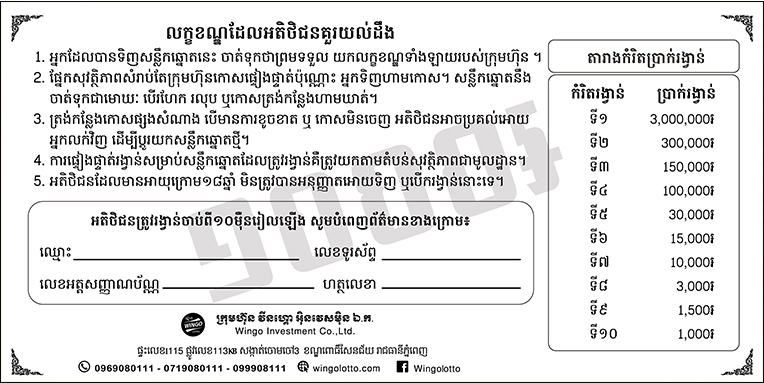 លក្ខខណ្ឌដែលអតិថិជនគួរយល់ដឹង
1. អ្នកដែលបានទិញសន្លឹកឆ្នោតនេះ ចាត់ទុកថាព្រមទទួល យកលក្ខខណ្ឌទាំងឡាយរបស់ក្រុមហ៊ុន ។
2. ផ្នែកសុវត្ថិភាពសំរាប់តែក្រុមហ៊ុនកោសផ្ទៀងផ្ទាត់ប៉ុណ្ណោះ អ្នកទិញហាមកោស។ សន្លឹកឆ្នោតនឹង
ចាត់ទុកជាមោឃៈ បើរហែក រលុប ឬកោសត្រង់កន្លែងហាមឃាត់។
3. ត្រង់កន្លែងកោសផ្សងសំណាង បើមានការខូចខាត ឬ កោសមិនចេញ អតិថិជនអាចប្រគល់អោយ
អ្នកលក់វិញ ដើម្បីប្ដូរយកសន្លឹកឆ្នោតថ្មី។
4. ការផ្ទៀងផ្ទាត់រង្វាន់សម្រាប់សន្លឹកឆ្នោតដែលត្រូវរង្វាន់គឺត្រូវយកតាមតំបន់សុវត្ថិភាពជាមូលដ្ឋាន។
5. អតិថិជនដែលមានអាយុក្រោម១៨ឆ្នាំ មិនត្រូវបានអនុញ្ញាតអោយទិញ ឬបើករង្វាន់នោះទេ។
១០០០៛
អតិថិជនត្រូវរង្វាន់ចាប់ពី១០ម៉ឺនរៀលឡើង សូមបំពេញព័ត៌មានខាងក្រោម៖
ឈ្មោះ លេខទូរស័ព្ទ
លេខអត្តសញ្ញាណប័ណ្ណ ហត្ថលេខា
WINGO
ក្រុមហ៊ុន វីនហ្គោ អ៊ិនវេសម៉ិន ឯ.ក.
Wingo Investment Co.,Ltd.
ផ្ទះលេខ115 ផ្លូវលេខ113KB សង្កាត់ចោមចៅ3 ខណ្ឌពោធិ៍សែនជ័យ រាជធានីភ្នំពេញ
0969080111 - 0719080111 - 099908111 www.wingolotto.com Wingolotto
តារាងកំរិតប្រាក់រង្វាន់
កំរិតរង្វាន់ ប្រាក់រង្វាន់
ទី១ 3,000,000៛
ទី២ 300,000៛
ទី៣ 150,000៛
ទី៤ 100,000៛
ទី៥ 30,000៛
ទី៦ 15,000៛
ទី៧ 10,000៛
ទី៨ 3,000៛
ទី៩ 1,500៛
ទី១០ 1,000៛